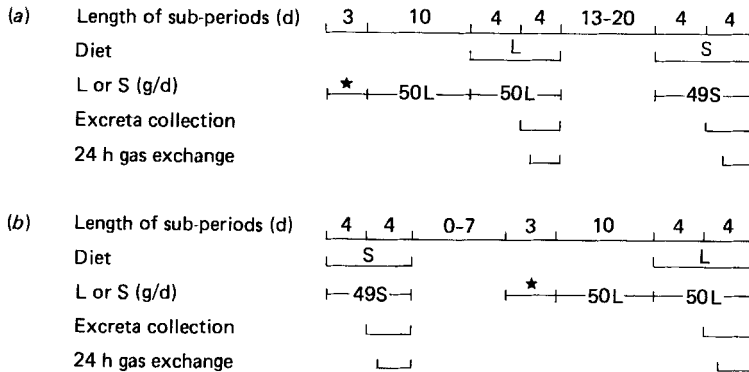 (a) Length of sub-periods (d) 3 10 4 4 13-20 4 4
Diet L S
L or S (g/d) ★ 50L 50L 49S
Excreta collection
24 h gas exchange
(b) Length of sub-periods (d) 4 4 0-7 3 10 4 4
Diet S L
L or S (g/d) 49S ★ 50L 50L
Excreta collection
24 h gas exchange